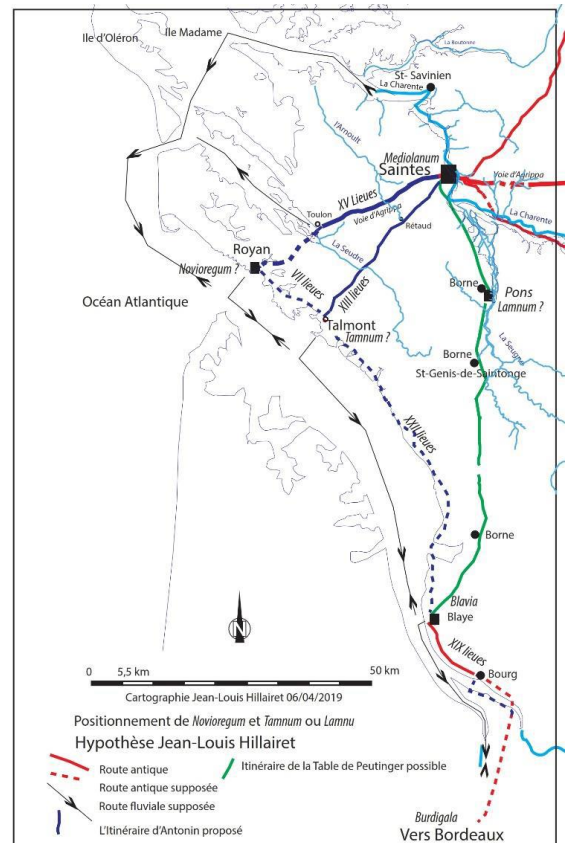 Ile d'Oléron
Ile Madame
La Boutonne
St- Savinien
La Charente
l'Arnoult
Mediolanum
Saintes
Voie d'Agrippa
XV Lieues
Voie d'Agrippa
Toulon
Rétaud
La Charente
Royan
Novioregum ?
La Seudre
VII lieues
XIII lieues
Borne
Pons
Lamnum ?
Océan Atlantique
Talmont
Tamnum ?
La Seugne
Borne
St-Genis-de-Saintonge
XXII lieues
Borne
Blavia
Blaye
N
XIX lieues
Bourg
0 5,5 km 50 km
Cartographie Jean-Louis Hillairet 06/04/2019
Positionnement de Novioregum et Tamnum ou Lamnu
Hypothèse Jean-Louis Hillairet
Route antique
Itinéraire de la Table de Peutinger possible
Route antique supposée
Route fluviale supposée
L'Itinéraire d'Antonin proposé
Burdigala
Vers Bordeaux